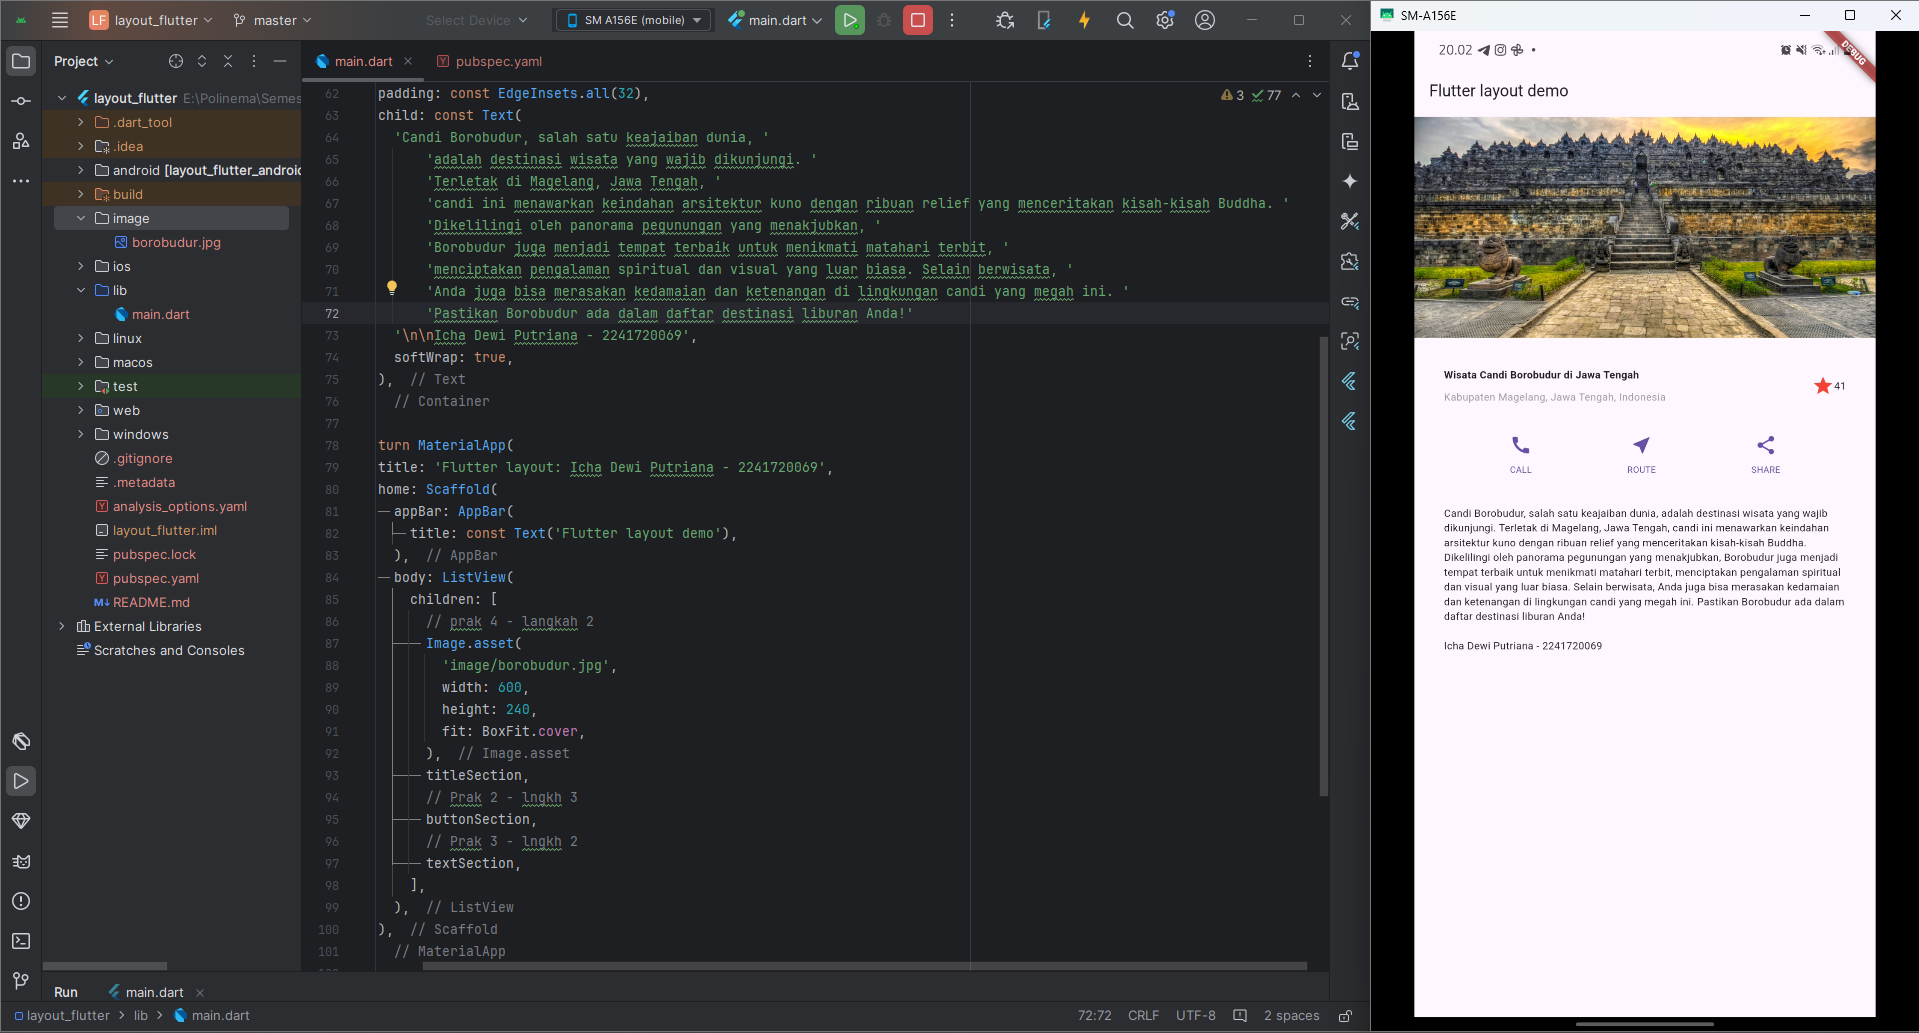 LF layout_flutter
master
Select Device
SM A156E (mobile)
main.dart
SM-A156E
Project
main.dart
pubspec.yaml
layout_flutter E:\Polinema\Semes
.dart_tool
.idea
android [layout_flutter_androi
build
image
borobudur.jpg
ios
lib
main.dart
linux
macos
test
web
windows
.gitignore
.metadata
analysis_options.yaml
layout_flutter.iml
pubspec.lock
pubspec.yaml
M↓ README.md
External Libraries
Scratches and Consoles
3 77
62 padding: const EdgeInsets.all(32),
63 child: const Text(
64 'Candi Borobudur, salah satu keajaiban dunia, '
65 'adalah destinasi wisata yang wajib dikunjungi. '
66 'Terletak di Magelang, Jawa Tengah, '
67 'candi ini menawarkan keindahan arsitektur kuno dengan ribuan relief yang menceritakan kisah-kisah Buddha. '
68 'Dikelilingi oleh panorama pegunungan yang menakjubkan, '
69 'Borobudur juga menjadi tempat terbaik untuk menikmati matahari terbit, '
70 'menciptakan pengalaman spiritual dan visual yang luar biasa. Selain berwisata, '
71 'Anda juga bisa merasakan kedamaian dan ketenangan di lingkungan candi yang megah ini. '
72 'Pastikan Borobudur ada dalam daftar destinasi liburan Anda!'
73 '\n\nIcha Dewi Putriana - 2241720069',
74 softWrap: true,
75 ), // Text
76 // Container
77
78 turn MaterialApp(
79 title: 'Flutter layout: Icha Dewi Putriana - 2241720069',
80 home: Scaffold(
81 appBar: AppBar(
82 title: const Text('Flutter layout demo'),
83 ), // AppBar
84 body: ListView(
85 children: [
86 // prak 4 - langkah 2
87 Image.asset(
88 'image/borobudur.jpg',
89 width: 600,
90 height: 240,
91 fit: BoxFit.cover,
92 ), // Image.asset
93 titleSection,
94 // Prak 2 - lngkh 3
95 buttonSection,
96 // Prak 3 - lngkh 2
97 textSection,
98 ],
99 ), // ListView
100 ), // Scaffold
101 // MaterialApp
Run main.dart
layout_flutter > lib > main.dart
72:72 CRLF UTF-8 2 spaces
20.02
DEBUG
Flutter layout demo
Wisata Candi Borobudur di Jawa Tengah
Kabupaten Magelang, Jawa Tengah, Indonesia
41
CALL ROUTE SHARE
Candi Borobudur, salah satu keajaiban dunia, adalah destinasi wisata yang wajib
dikunjungi. Terletak di Magelang, Jawa Tengah, candi ini menawarkan keindahan
arsitektur kuno dengan ribuan relief yang menceritakan kisah-kisah Buddha.
Dikelilingi oleh panorama pegunungan yang menakjubkan, Borobudur juga menjadi
tempat terbaik untuk menikmati matahari terbit, menciptakan pengalaman spiritual
dan visual yang luar biasa. Selain berwisata, Anda juga bisa merasakan kedamaian
dan ketenangan di lingkungan candi yang megah ini. Pastikan Borobudur ada dalam
daftar destinasi liburan Anda!
Icha Dewi Putriana - 2241720069